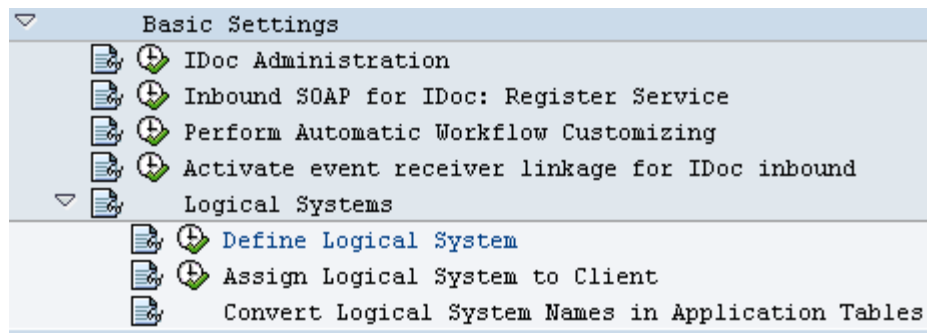 Basic Settings
IDoc Administration
Inbound SOAP for IDoc: Register Service
Perform Automatic Workflow Customizing
Activate event receiver linkage for IDoc inbound
Logical Systems
Define Logical System
Assign Logical System to Client
Convert Logical System Names in Application Tables